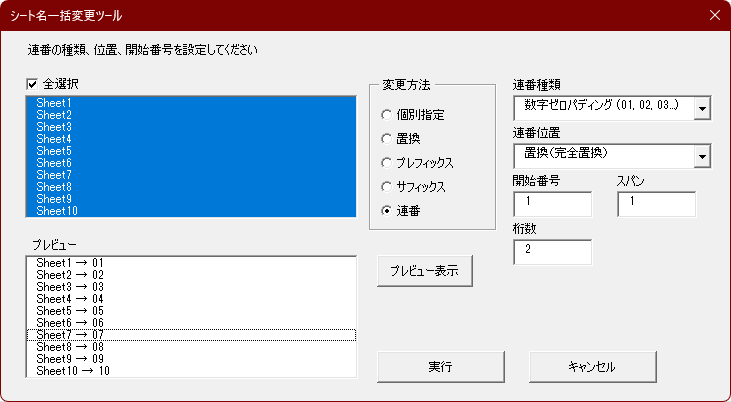 シート名一括変更ツール
連番の種類、位置、開始番号を設定してください
全選択
Sheet1
Sheet2
Sheet3
Sheet4
Sheet5
Sheet6
Sheet7
Sheet8
Sheet9
Sheet10
変更方法
個別指定
置換
プレフィックス
サフィックス
連番
連番種類
数字ゼロパディング (01, 02, 03...)
連番位置
置換(完全置換)
開始番号 スパン
1 1
桁数
2
プレビュー
Sheet1 → 01
Sheet2 → 02
Sheet3 → 03
Sheet4 → 04
Sheet5 → 05
Sheet6 → 06
Sheet7 → 07
Sheet8 → 08
Sheet9 → 09
Sheet10 → 10
プレビュー表示
実行 キャンセル